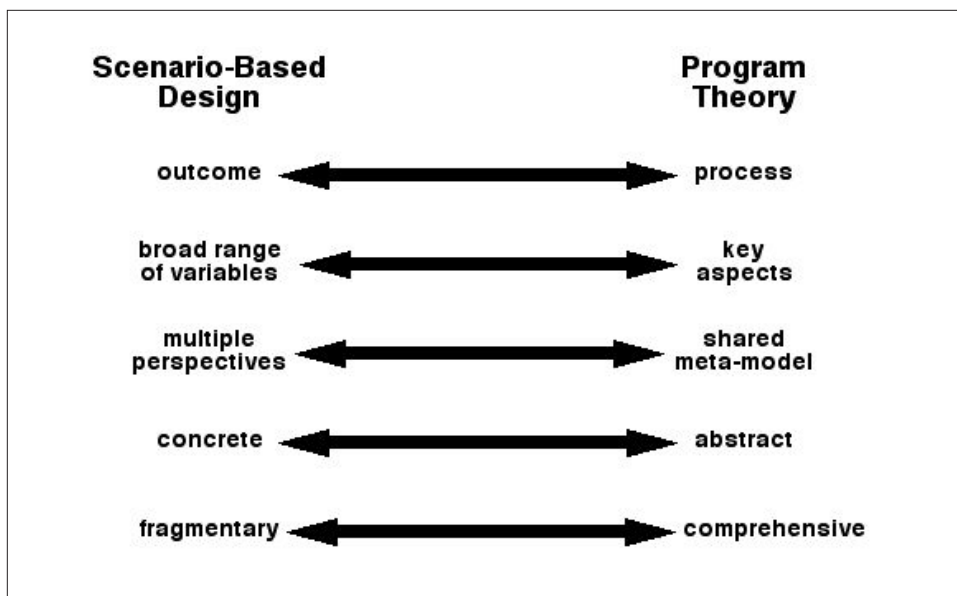 Scenario-Based
Design
Program
Theory
outcome
process
broad range
of variables
key
aspects
multiple
perspectives
shared
meta-model
concrete
abstract
fragmentary
comprehensive